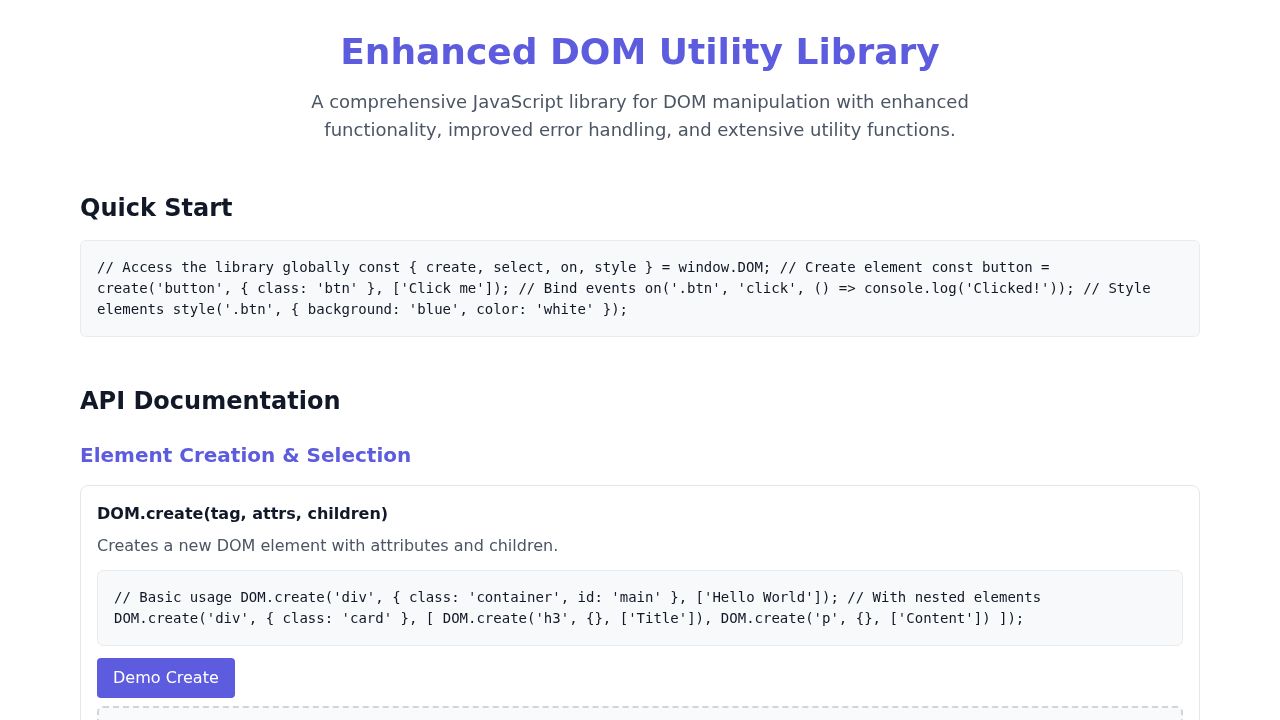 Enhanced DOM Utility Library
A comprehensive JavaScript library for DOM manipulation with enhanced
functionality, improved error handling, and extensive utility functions.
Quick Start
// Access the library globally const { create, select, on, style } = window.DOM; // Create element const button =
create('button', { class: 'btn' }, ['Click me']); // Bind events on('.btn', 'click', () => console.log('Clicked!')); // Style
elements style('.btn', { background: 'blue', color: 'white' });
API Documentation
Element Creation & Selection
DOM.create(tag, attrs, children)
Creates a new DOM element with attributes and children.
// Basic usage DOM.create('div', { class: 'container', id: 'main' }, ['Hello World']); // With nested elements
DOM.create('div', { class: 'card' }, [ DOM.create('h3', {}, ['Title']), DOM.create('p', {}, ['Content']) ]);
Demo Create